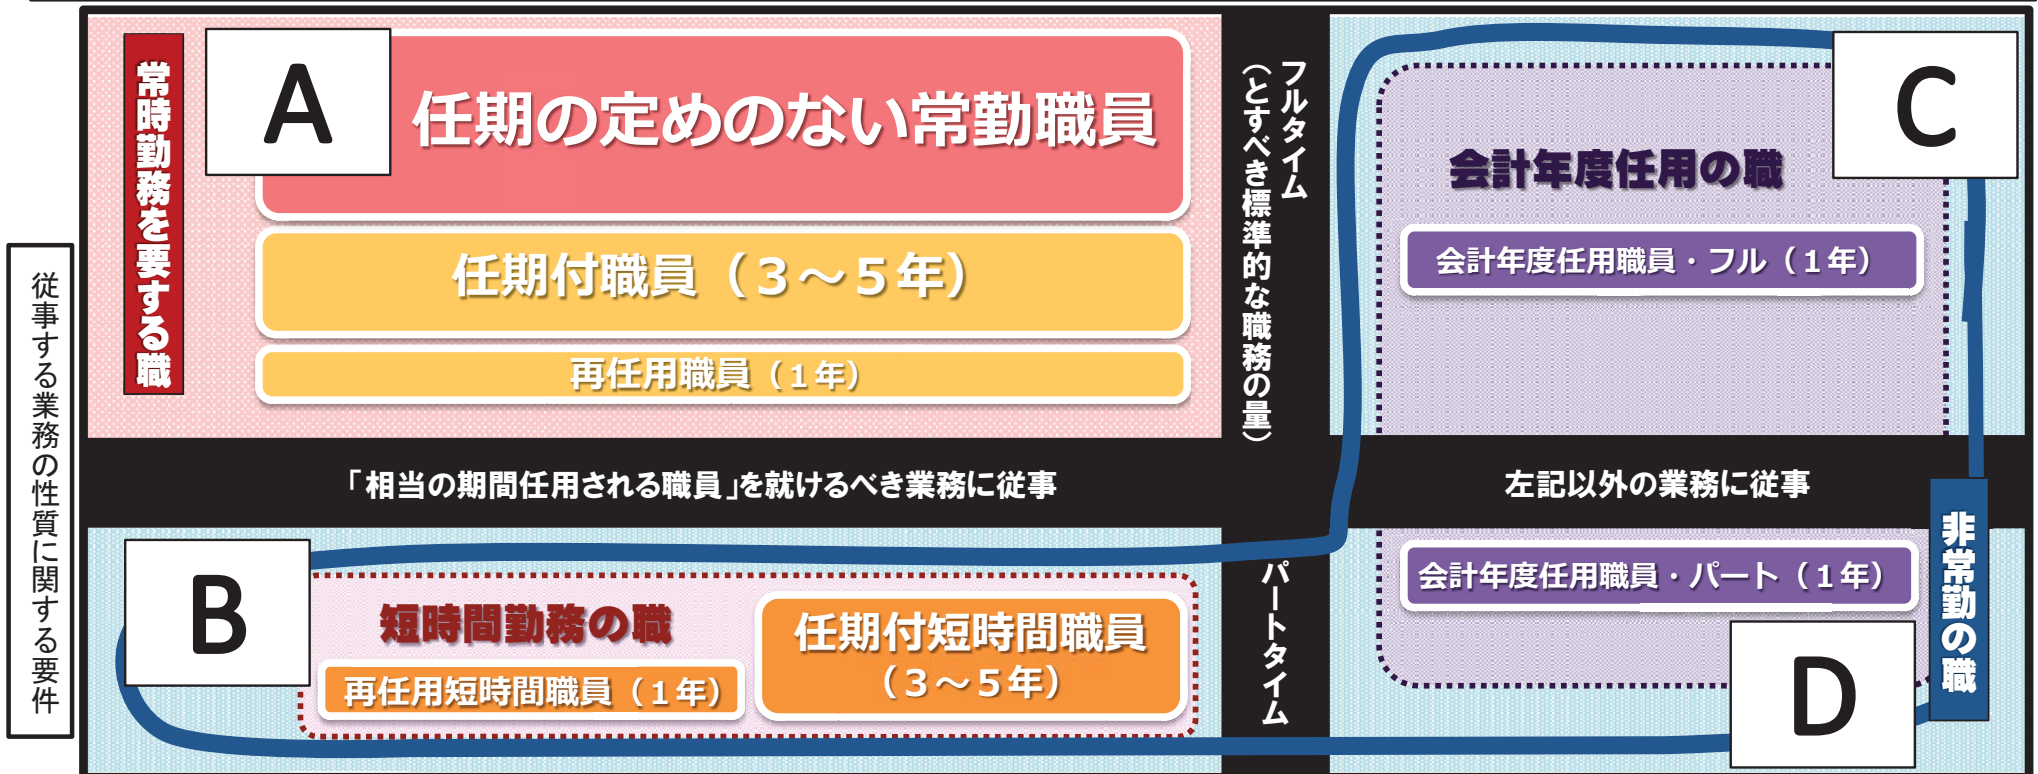 従事する業務の性質に関する要件
常時勤務を要する職
A
任期の定めのない常勤職員
任期付職員（３～５年）
再任用職員（１年）
フルタイム
（とすべき標準的な職務の量）
C
会計年度任用の職
会計年度任用職員・フル（１年）
「相当の期間任用される職員」を就けるべき業務に従事
左記以外の業務に従事
B
短時間勤務の職
再任用短時間職員（１年）
任期付短時間職員
（３～５年）
パートタイム
会計年度任用職員・パート（１年）
D
非常勤の職